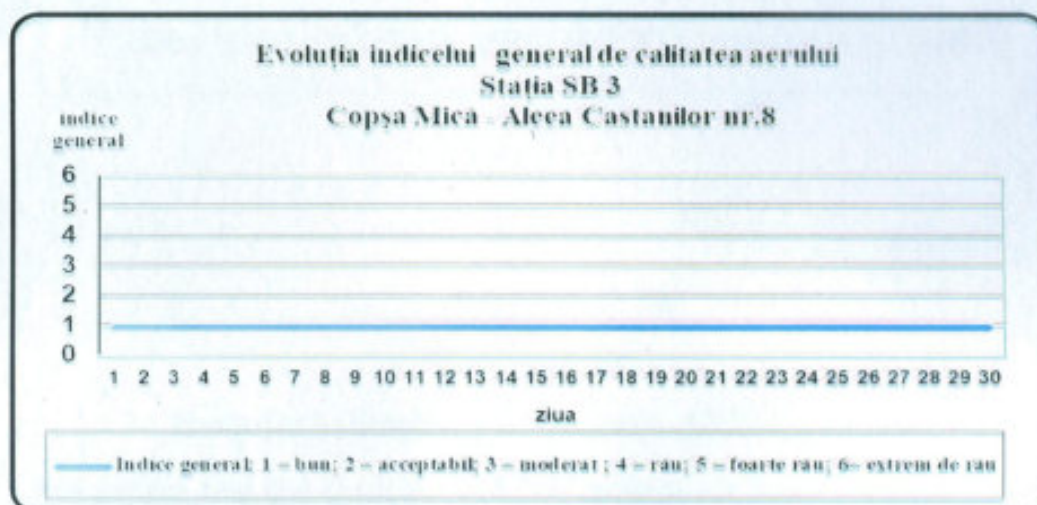 Evoluția indicelui general de calitatea aerului
Stația SB 3
Copșa Mică - Aleea Castanilor nr.8
indice
general
6
5
4
3
2
1
0
1 2 3 4 5 6 7 8 9 10 11 12 13 14 15 16 17 18 19 20 21 22 23 24 25 26 27 28 29 30
ziua
Indice general; 1 – bun; 2 – acceptabil; 3 – moderat ; 4 – rău; 5 – foarte rău; 6– extrem de rău